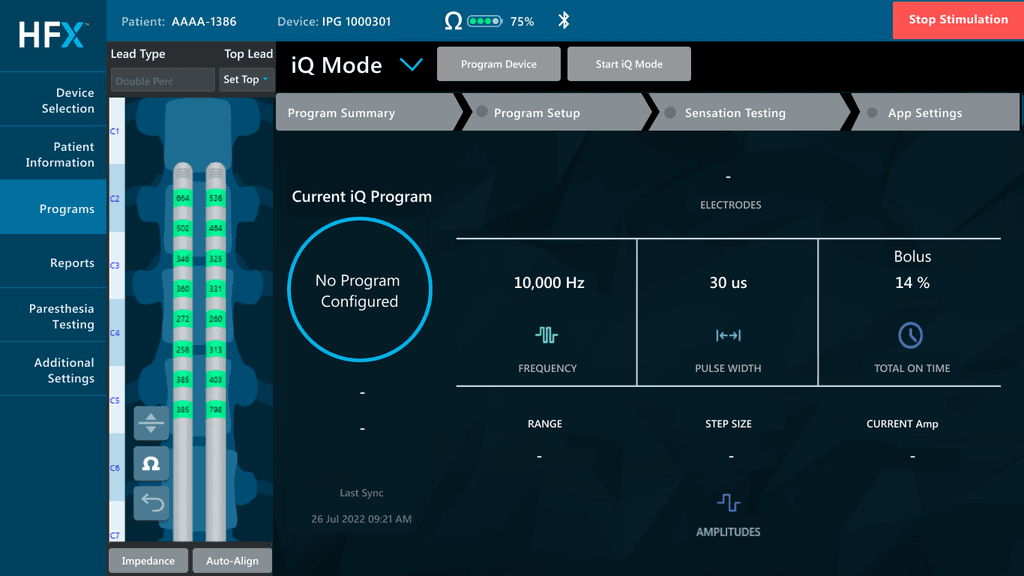 HFX™
Patient: AAAA-1386
Device: IPG 1000301
Ω
75%
Stop Stimulation
Device
Selection
Patient
Information
Programs
Reports
Paresthesia
Testing
Additional
Settings
Lead Type
Top Lead
Double Perc
Set Top
C1
C2
C3
C4
C5
C6
C7
664 536
502 464
346 325
360 331
272 260
258 313
385 403
385 798
Ω
Impedance
Auto-Align
iQ Mode
Program Device
Start iQ Mode
Program Summary
Program Setup
Sensation Testing
App Settings
Current iQ Program
No Program
Configured
-
-
Last Sync
26 Jul 2022 09:21 AM
-
ELECTRODES
10,000 Hz
FREQUENCY
30 us
PULSE WIDTH
Bolus
14 %
TOTAL ON TIME
RANGE
-
STEP SIZE
-
CURRENT Amp
-
AMPLITUDES